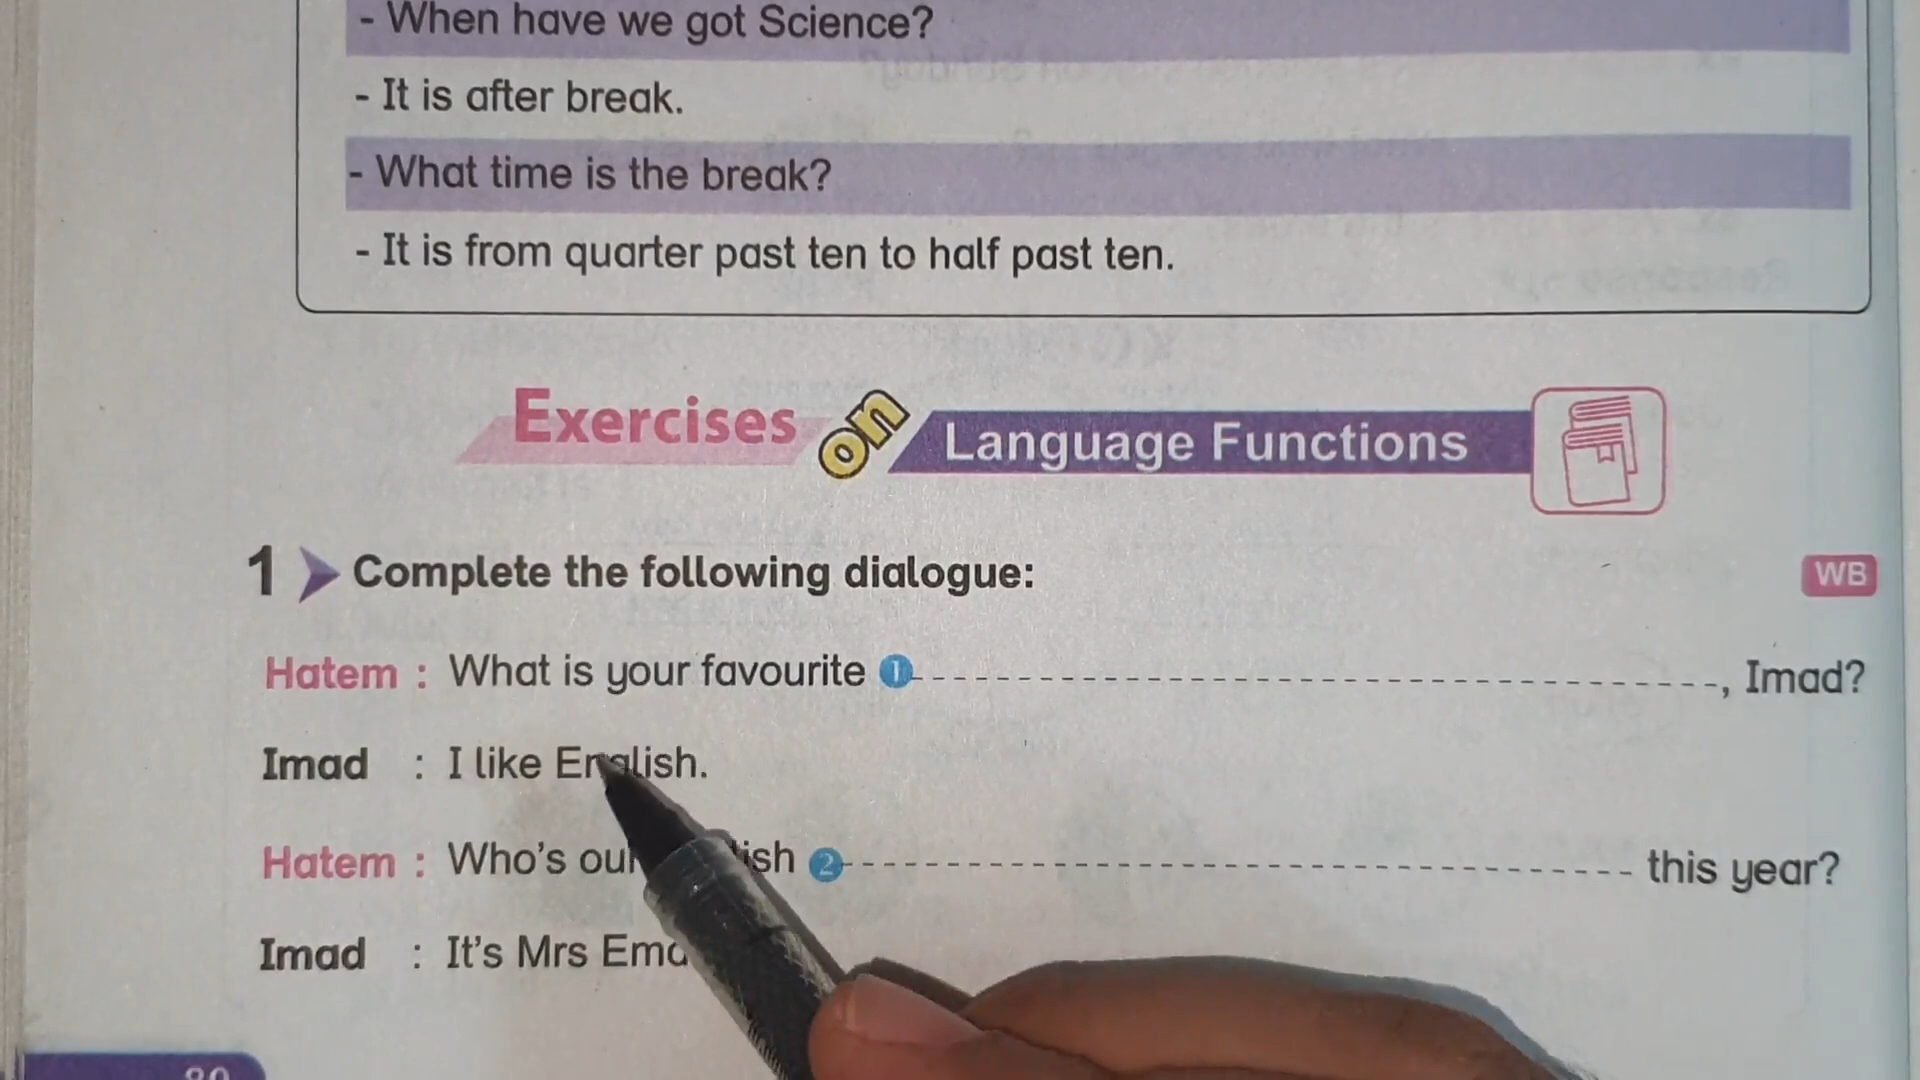 - When have we got Science?
- It is after break.
- What time is the break?
- It is from quarter past ten to half past ten.
Exercises on Language Functions
1 Complete the following dialogue: WB
Hatem : What is your favourite 1 , Imad?
Imad : I like English.
Hatem : Who's our 2 this year?
Imad : It's Mrs